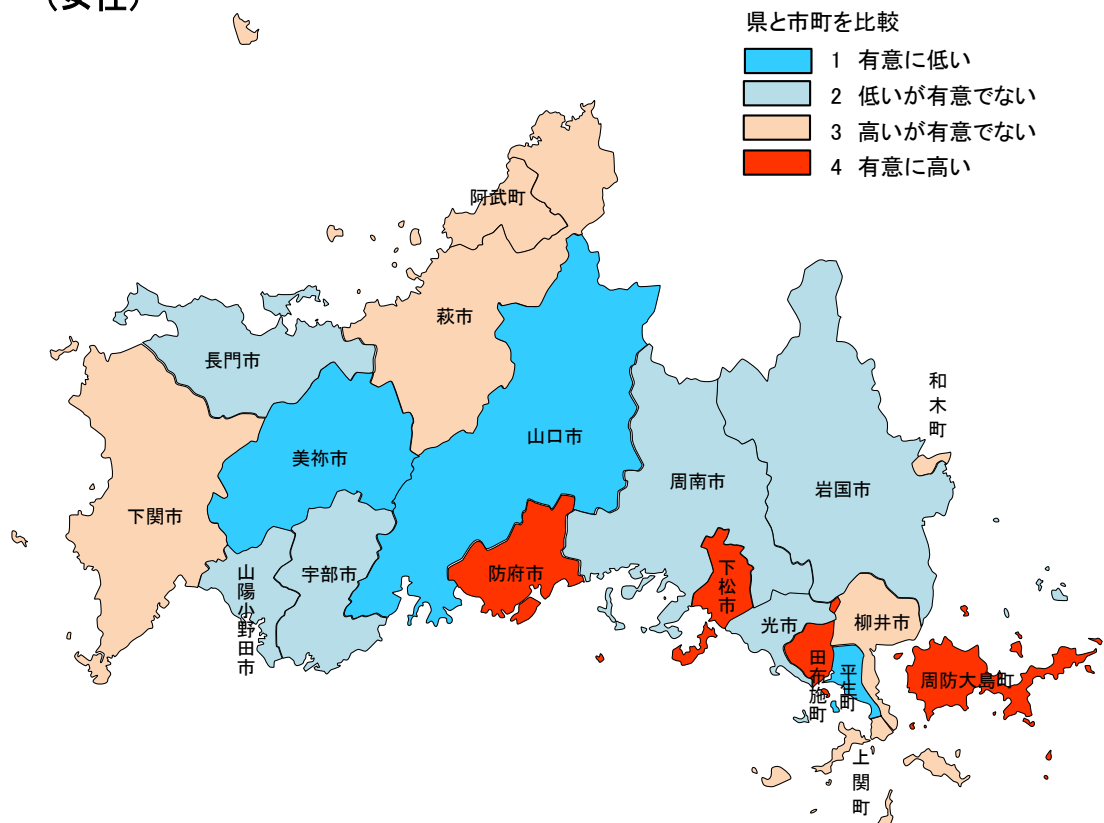 （女性）
県と市町を比較
1 有意に低い
2 低いが有意でない
3 高いが有意でない
4 有意に高い
阿武町
萩市
長門市
和木町
山口市
美祢市
周南市
岩国市
下関市
宇部市
防府市
下松市
山陽小野田市
光市
柳井市
田布施町
平生町
周防大島町
上関町